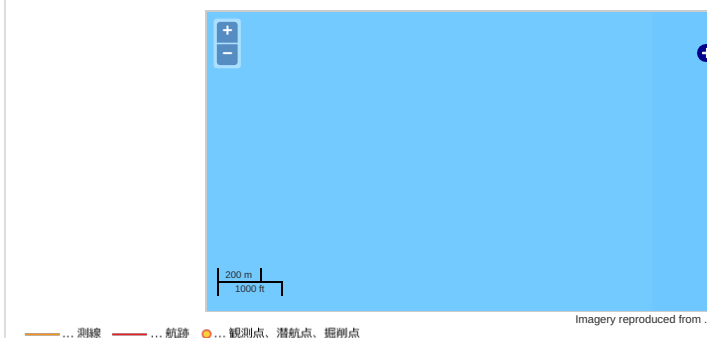 +
−
200 m
1000 ft
Imagery reproduced from .
... 測線 ... 航跡 ... 観測点、潜航点、掘削点